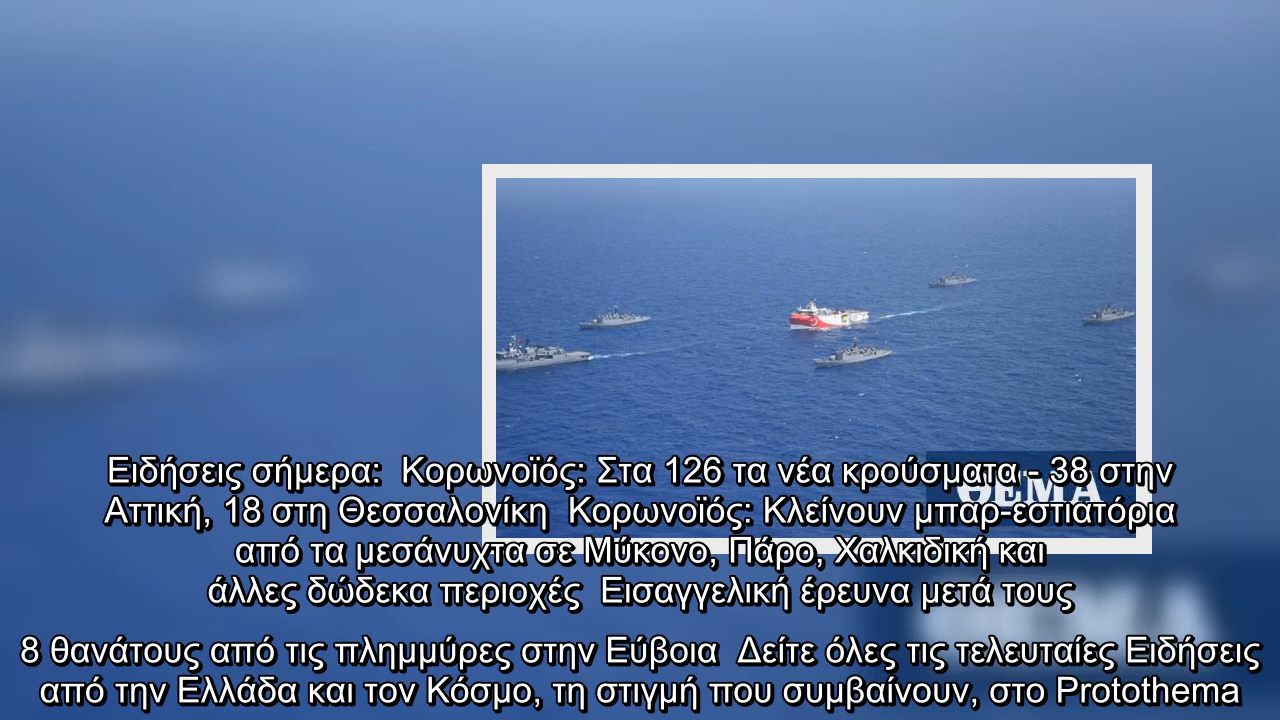 Ειδήσεις σήμερα: Κορωνοϊός: Στα 126 τα νέα κρούσματα - 38 στην
Αττική, 18 στη Θεσσαλονίκη Κορωνοϊός: Κλείνουν μπαρ-εστιατόρια
από τα μεσάνυχτα σε Μύκονο, Πάρο, Χαλκιδική και
άλλες δώδεκα περιοχές Εισαγγελική έρευνα μετά τους
8 θανάτους από τις πλημμύρες στην Εύβοια Δείτε όλες τις τελευταίες Ειδήσεις
από την Ελλάδα και τον Κόσμο, τη στιγμή που συμβαίνουν, στο Protothema
ΘΕΜΑ